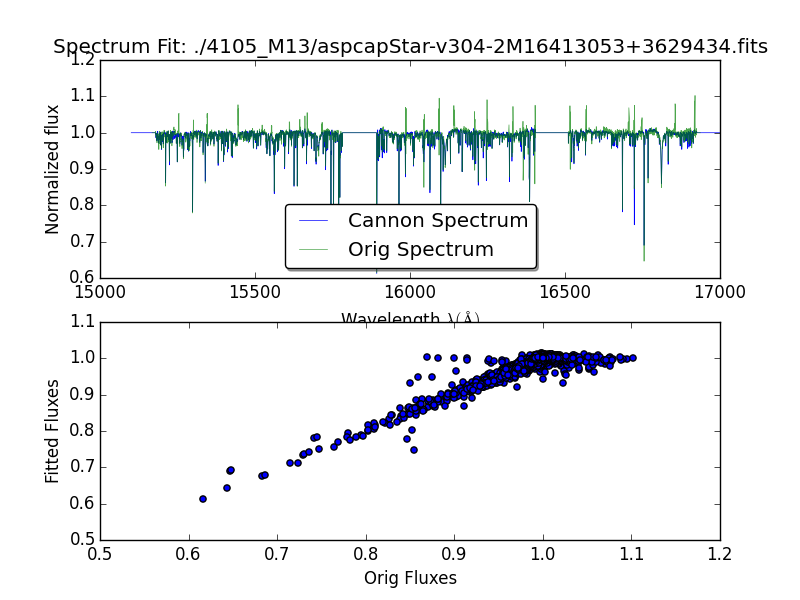 Spectrum Fit: ./4105_M13/aspcapStar-v304-2M16413053+3629434.fits
1.2
1.1
1.0
0.9
0.8
0.7
0.6
Normalized flux
Cannon Spectrum
Orig Spectrum
15000 15500 16000 16500 17000
Wavelength λ(Å)
1.1
1.0
0.9
0.8
0.7
0.6
0.5
Fitted Fluxes
0.5 0.6 0.7 0.8 0.9 1.0 1.1 1.2
Orig Fluxes